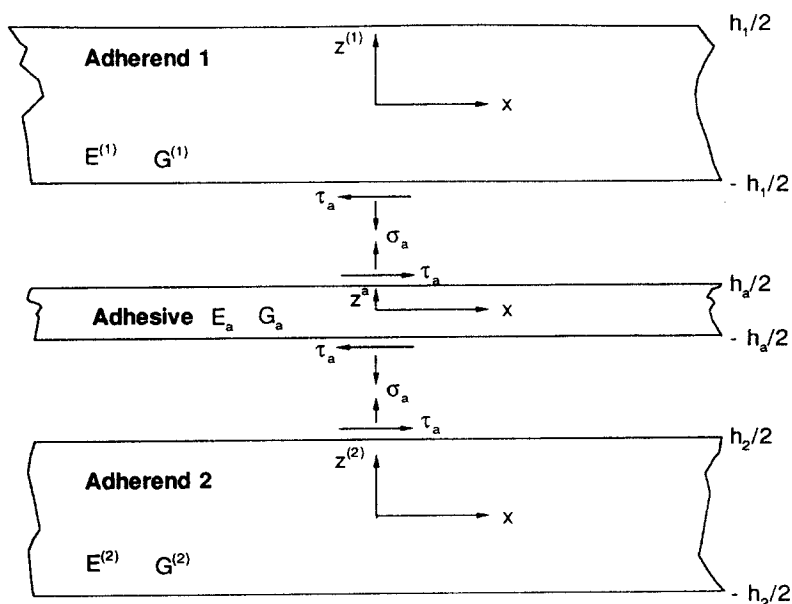 h₁/2
Adherend 1
z⁽¹⁾
x
E⁽¹⁾ G⁽¹⁾
- h₁/2
τₐ
σₐ
τₐ
hₐ/2
zᵃ
x
Adhesive Eₐ Gₐ
- hₐ/2
τₐ
σₐ
τₐ
h₂/2
z⁽²⁾
Adherend 2
x
E⁽²⁾ G⁽²⁾
- h₂/2